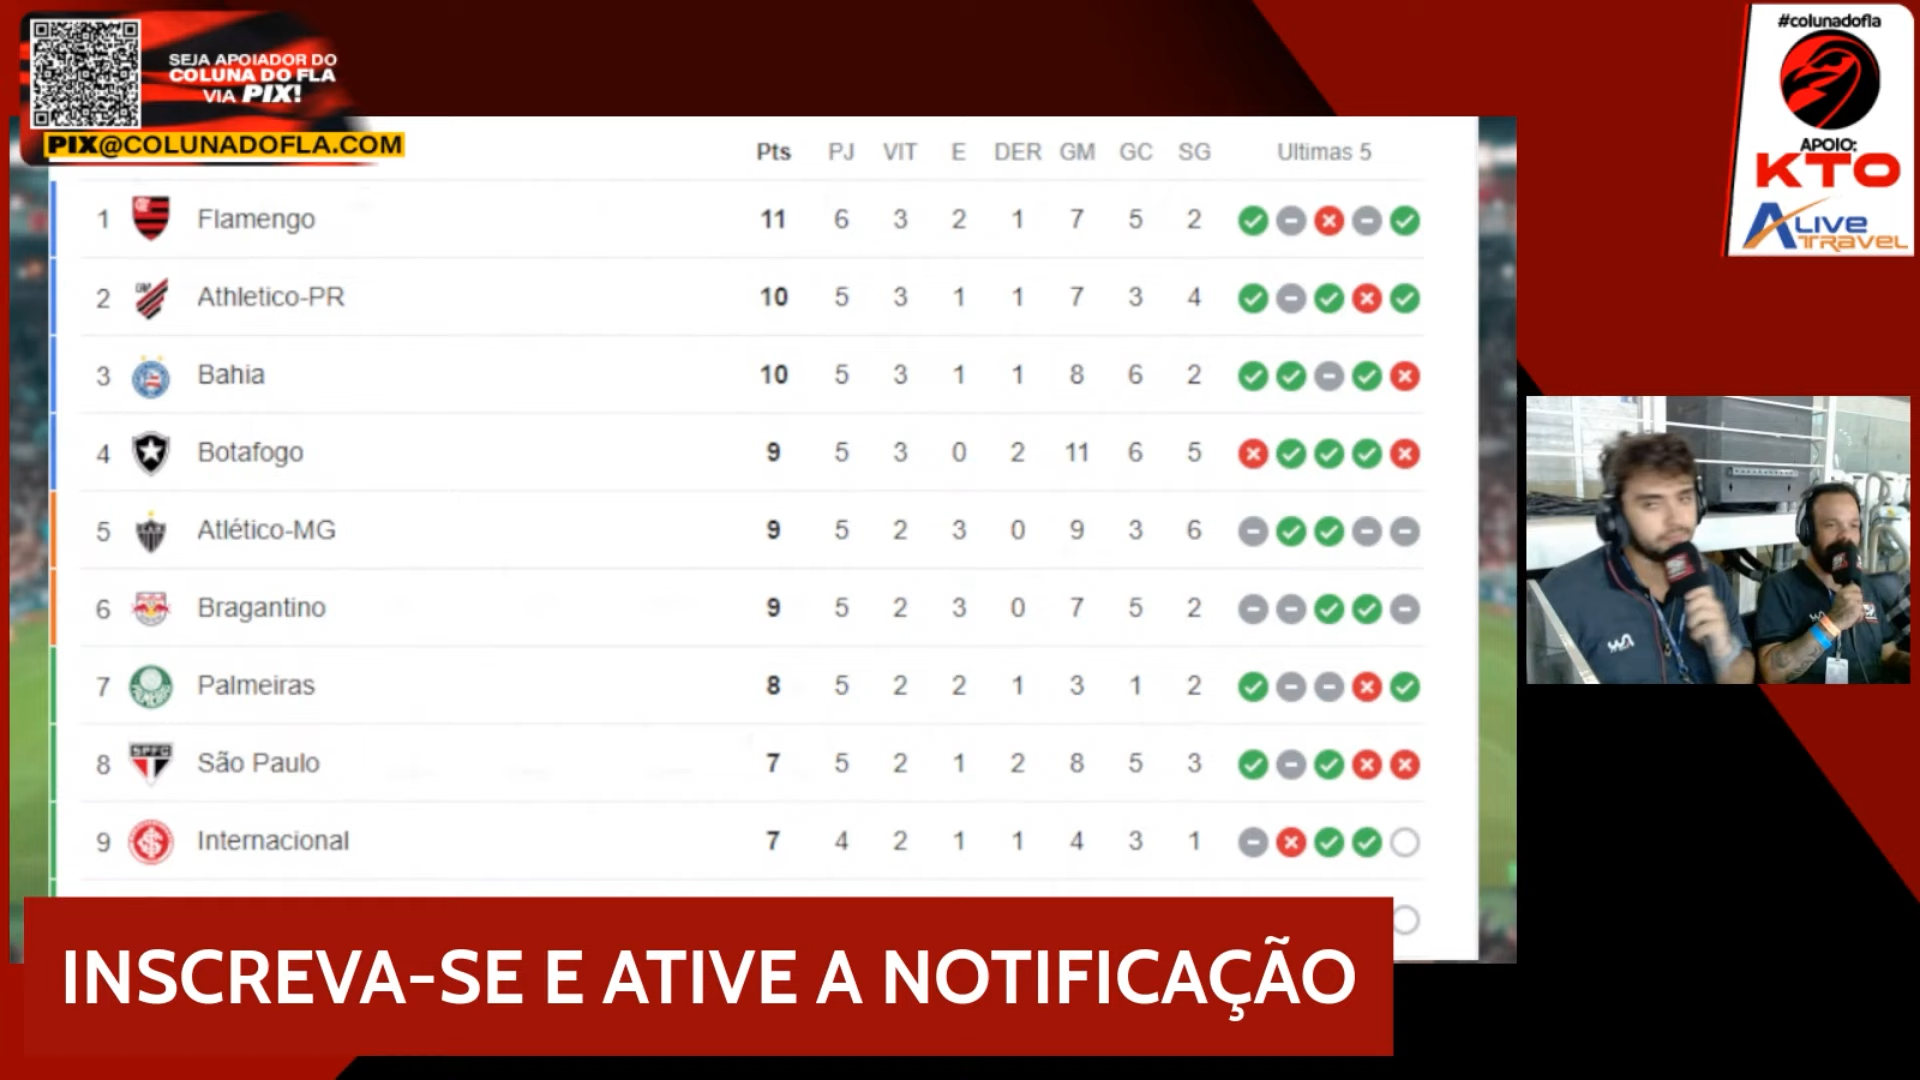 SEJA APOIADOR DO
COLUNA DO FLA
VIA PIX!
PIX@COLUNADOFLA.COM
#colunadofla
APOIO:
KTO
ALIVE
TRAVEL
Pts PJ VIT E DER GM GC SG Ultimas 5
1 Flamengo 11 6 3 2 1 7 5 2
2 Athletico-PR 10 5 3 1 1 7 3 4
3 Bahia 10 5 3 1 1 8 6 2
4 Botafogo 9 5 3 0 2 11 6 5
5 Atlético-MG 9 5 2 3 0 9 3 6
6 Bragantino 9 5 2 3 0 7 5 2
7 Palmeiras 8 5 2 2 1 3 1 2
8 São Paulo 7 5 2 1 2 8 5 3
9 Internacional 7 4 2 1 1 4 3 1
INSCREVA-SE E ATIVE A NOTIFICAÇÃO